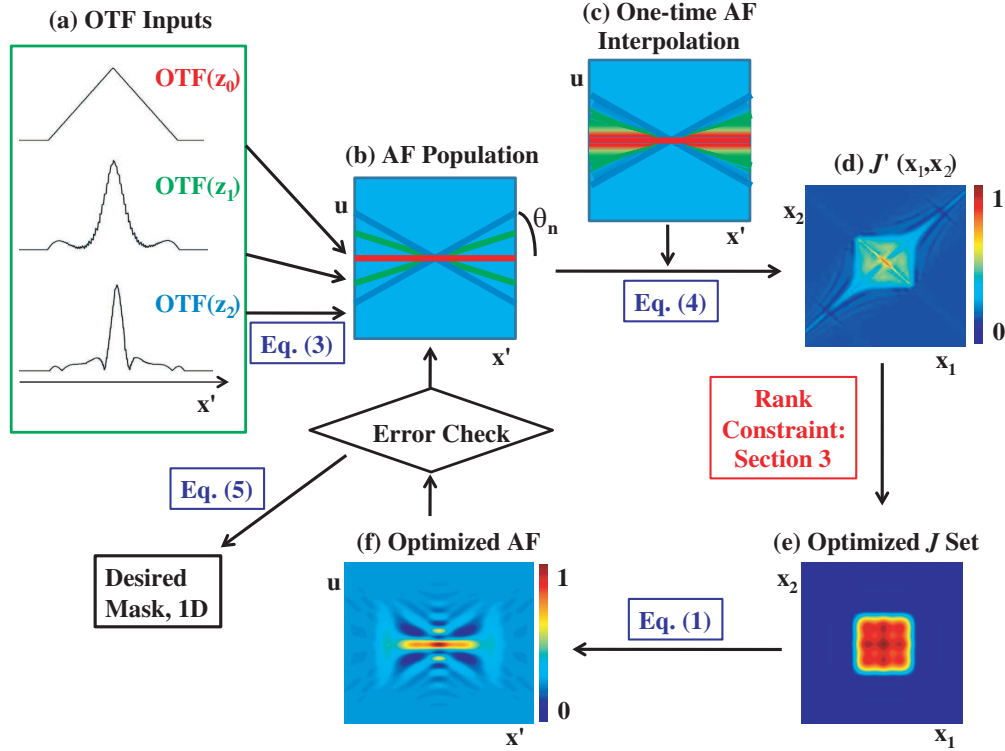 (a) OTF Inputs
OTF(z0)
OTF(z1)
OTF(z2)
x'
Eq. (3)
(b) AF Population
u
θn
x'
(c) One-time AF
Interpolation
u
x'
Eq. (4)
(d) J' (x1,x2)
x2
1
0
x1
Rank
Constraint:
Section 3
(e) Optimized J Set
x2
1
0
x1
Eq. (1)
(f) Optimized AF
u
1
0
x'
Error Check
Eq. (5)
Desired
Mask, 1D